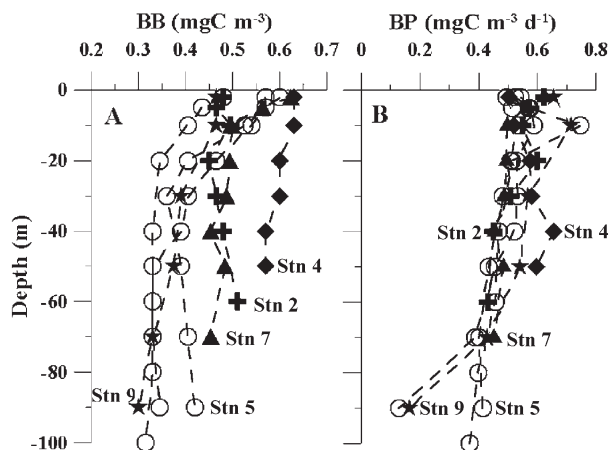 BB (mgC m⁻³)
BP (mgC m⁻³ d⁻¹)
0.2 0.3 0.4 0.5 0.6 0.7
0 0.4 0.6 0.8
0
-20
-40
-60
-80
-100
Depth (m)
A
B
Stn 4
Stn 2
Stn 7
Stn 9
Stn 5
Stn 2
Stn 4
Stn 7
Stn 9
Stn 5